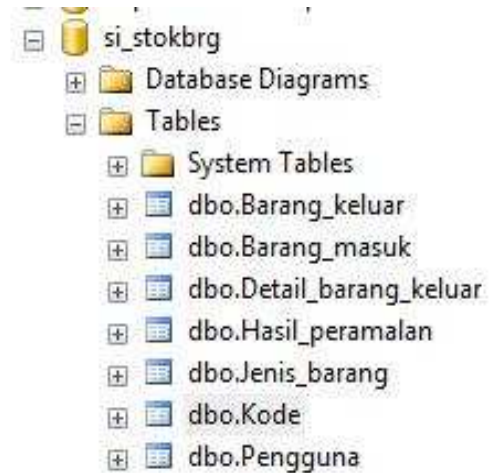 si_stokbrg
Database Diagrams
Tables
System Tables
dbo.Barang_keluar
dbo.Barang_masuk
dbo.Detail_barang_keluar
dbo.Hasil_peramalan
dbo.Jenis_barang
dbo.Kode
dbo.Pengguna